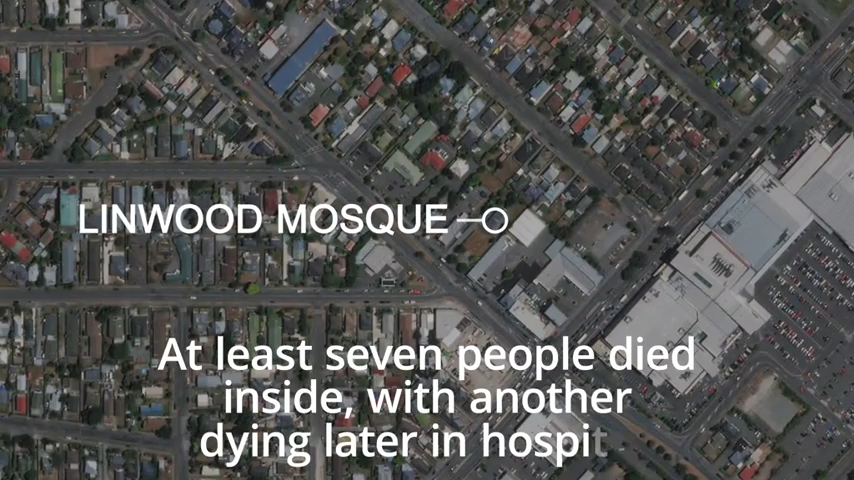 LINWOOD MOSQUE
At least seven people died
inside, with another
dying later in hospit